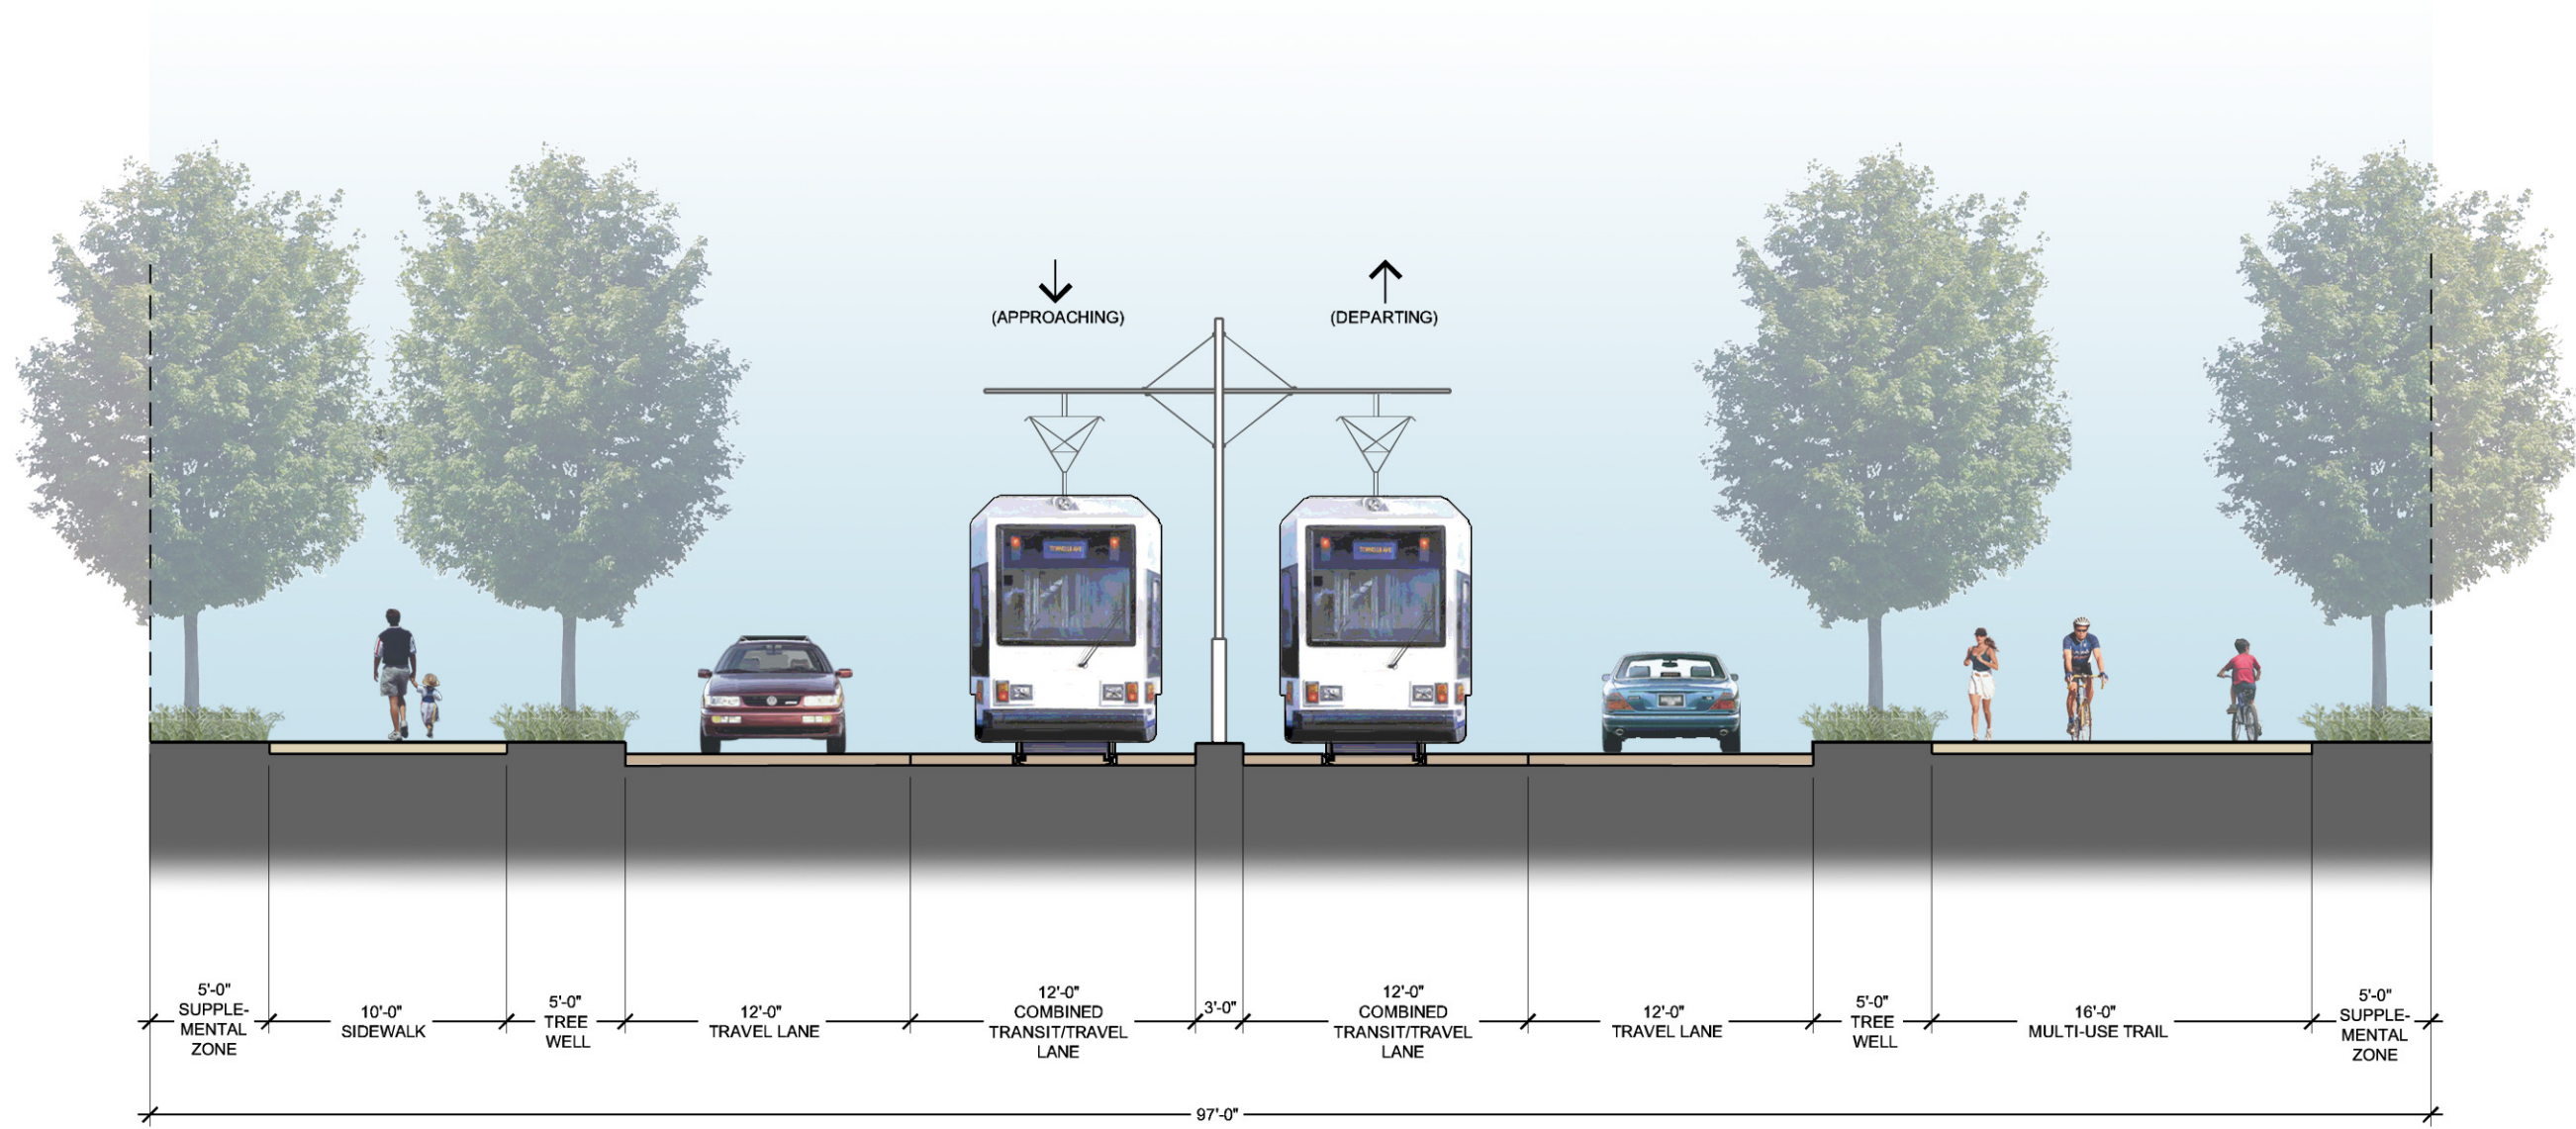 (APPROACHING)
(DEPARTING)
5'-0"
SUPPLE-
MENTAL
ZONE
10'-0"
SIDEWALK
5'-0"
TREE
WELL
12'-0"
TRAVEL LANE
12'-0"
COMBINED
TRANSIT/TRAVEL
LANE
3'-0"
12'-0"
COMBINED
TRANSIT/TRAVEL
LANE
12'-0"
TRAVEL LANE
5'-0"
TREE
WELL
16'-0"
MULTI-USE TRAIL
5'-0"
SUPPLE-
MENTAL
ZONE
97'-0"